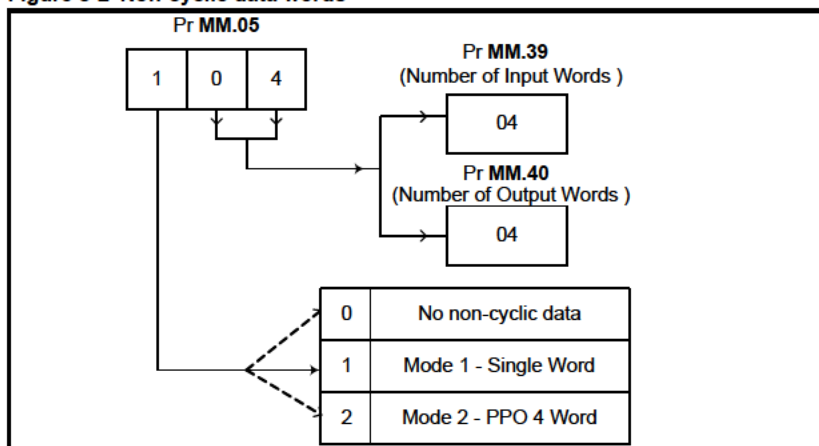 Pr MM.05
1 0 4
Pr MM.39
(Number of Input Words )
04
Pr MM.40
(Number of Output Words )
04
0 No non-cyclic data
1 Mode 1 - Single Word
2 Mode 2 - PPO 4 Word